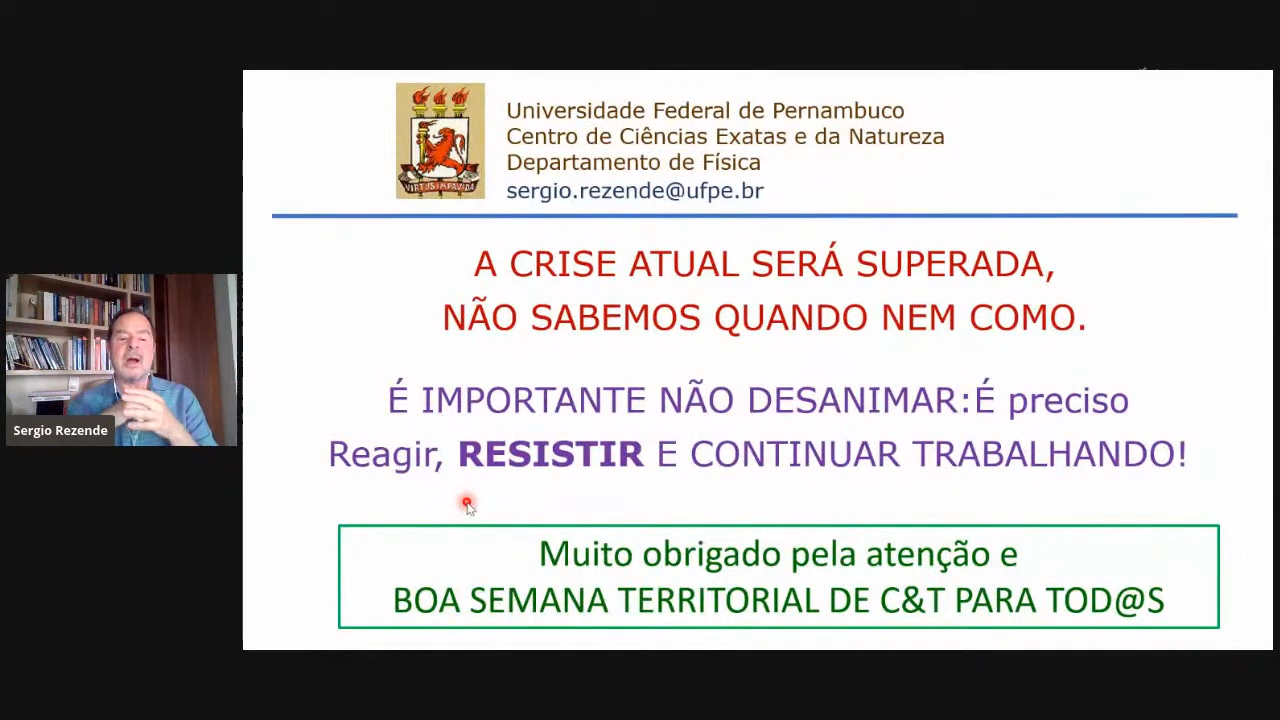 Universidade Federal de Pernambuco
Centro de Ciências Exatas e da Natureza
Departamento de Física
sergio.rezende@ufpe.br
VIRTUS IMPAVIDA
A CRISE ATUAL SERÁ SUPERADA,
NÃO SABEMOS QUANDO NEM COMO.
É IMPORTANTE NÃO DESANIMAR:É preciso
Reagir, RESISTIR E CONTINUAR TRABALHANDO!
Sergio Rezende
Muito obrigado pela atenção e
BOA SEMANA TERRITORIAL DE C&T PARA TOD@S